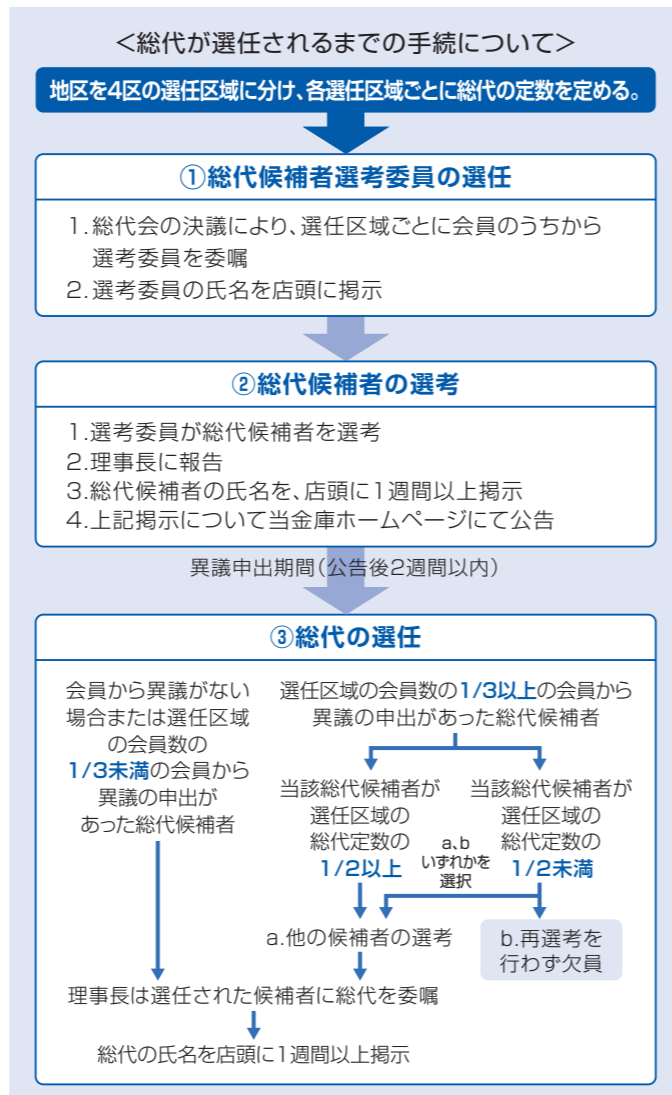 ＜総代が選任されるまでの手続について＞
地区を4区の選任区域に分け、各選任区域ごとに総代の定数を定める。
①総代候補者選考委員の選任
1.総代会の決議により、選任区域ごとに会員のうちから
選考委員を委嘱
2.選考委員の氏名を店頭に掲示
②総代候補者の選考
1.選考委員が総代候補者を選考
2.理事長に報告
3.総代候補者の氏名を、店頭に1週間以上掲示
4.上記掲示について当金庫ホームページにて公告
異議申出期間（公告後2週間以内）
③総代の選任
会員から異議がない
場合または選任区域
の会員数の
1/3未満の会員から
異議の申出が
あった総代候補者
選任区域の会員数の1/3以上の会員から
異議の申出があった総代候補者
当該総代候補者が
選任区域の
総代定数の
1/2以上
当該総代候補者が
選任区域の
総代定数の
1/2未満
a、b
いずれかを
選択
a.他の候補者の選考
b.再選考を
行わず欠員
理事長は選任された候補者に総代を委嘱
総代の氏名を店頭に1週間以上掲示